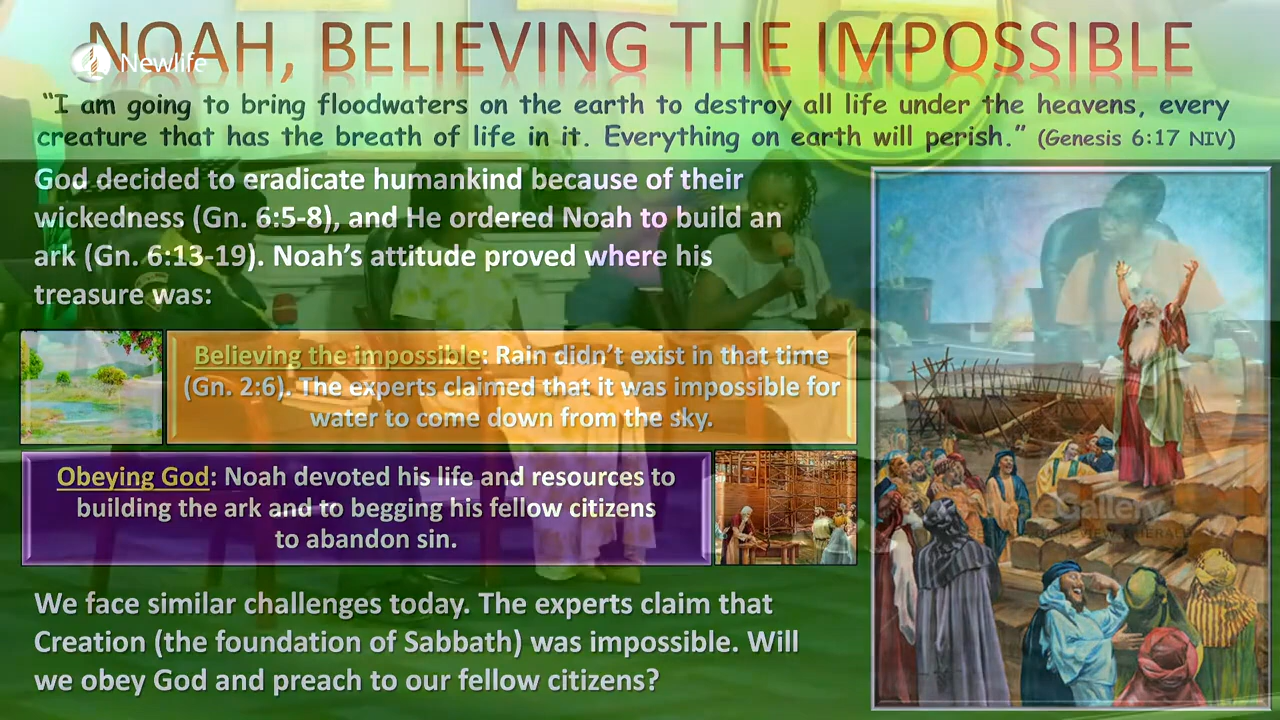 NOAH, BELIEVING THE IMPOSSIBLE
Newlife
GO
“I am going to bring floodwaters on the earth to destroy all life under the heavens, every
creature that has the breath of life in it. Everything on earth will perish.” (Genesis 6:17 NIV)
God decided to eradicate humankind because of their
wickedness (Gn. 6:5-8), and He ordered Noah to build an
ark (Gn. 6:13-19). Noah’s attitude proved where his
treasure was:
Believing the impossible: Rain didn’t exist in that time
(Gn. 2:6). The experts claimed that it was impossible for
water to come down from the sky.
Obeying God: Noah devoted his life and resources to
building the ark and to begging his fellow citizens
to abandon sin.
Gallery
We face similar challenges today. The experts claim that
Creation (the foundation of Sabbath) was impossible. Will
we obey God and preach to our fellow citizens?